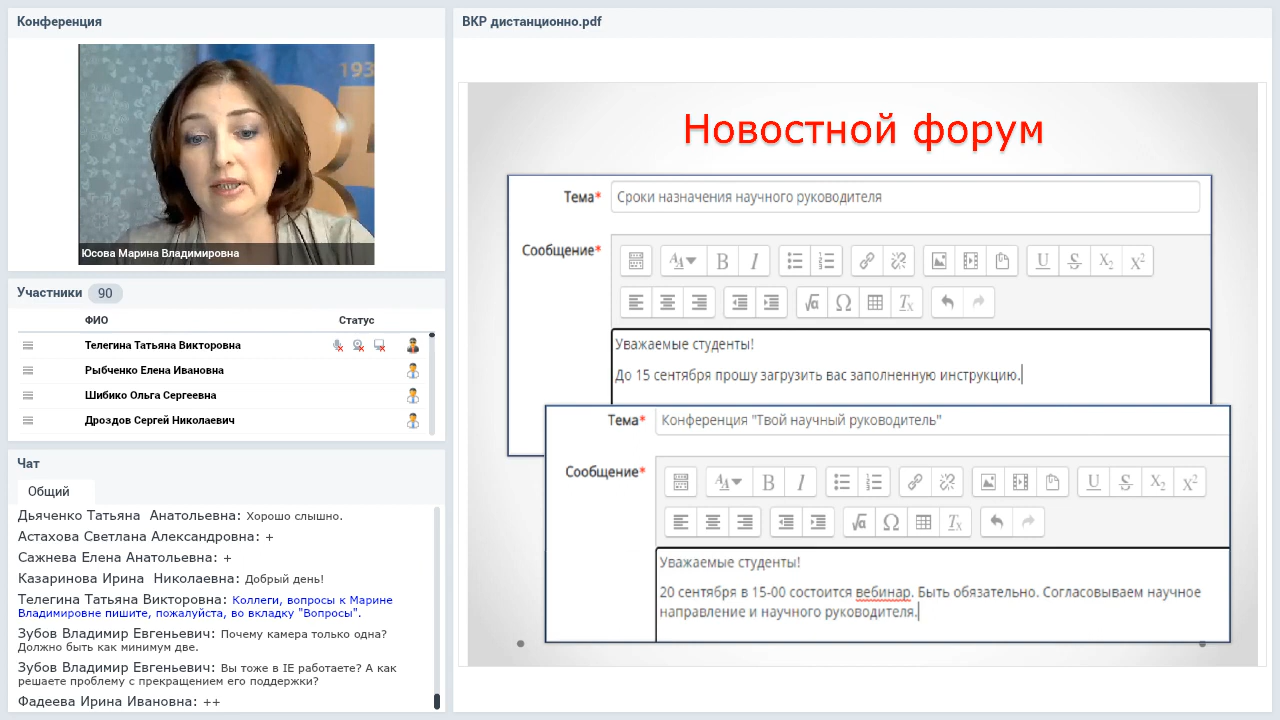 Конференция
193
Юсова Марина Владимировна
Участники 90
ФИО Статус
Телегина Татьяна Викторовна
Рыбченко Елена Ивановна
Шибико Ольга Сергеевна
Дроздов Сергей Николаевич
Чат
Общий
Дьяченко Татьяна Анатольевна: Хорошо слышно.
Астахова Светлана Александровна: +
Сажнева Елена Анатольевна: +
Казаринова Ирина Николаевна: Добрый день!
Телегина Татьяна Викторовна: Коллеги, вопросы к Марине
Владимировне пишите, пожалуйста, во вкладку "Вопросы".
Зубов Владимир Евгеньевич: Почему камера только одна?
Должно быть как минимум две.
Зубов Владимир Евгеньевич: Вы тоже в IE работаете? А как
решаете проблему с прекращением его поддержки?
Фадеева Ирина Ивановна: ++
ВКР дистанционно.pdf
Новостной форум
Тема* Сроки назначения научного руководителя
Сообщение*
Уважаемые студенты!
До 15 сентября прошу загрузить вас заполненную инструкцию.
Тема* Конференция "Твой научный руководитель"
Сообщение*
Уважаемые студенты!
20 сентября в 15-00 состоится вебинар. Быть обязательно. Согласовываем научное
направление и научного руководителя.